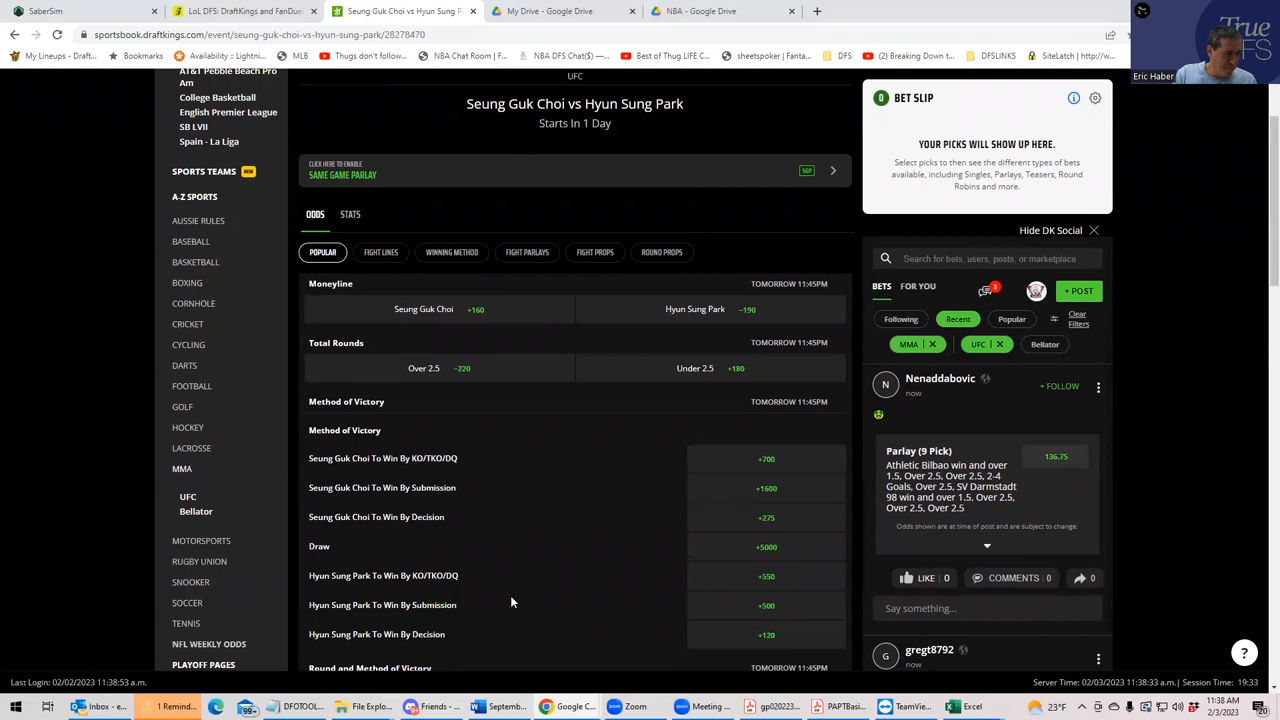 SaberSim
LoL DFS: DraftKings and FanDue
Seung Guk Choi vs Hyun Sung P
My Drive - Google Drive
NBA - Google Drive
sportsbook.draftkings.com/event/seung-guk-choi-vs-hyun-sung-park/28278470
My Lineups - Draft...
Bookmarks
Availability :: Lightni...
MDB
Thugs don't follow...
NBA Chat Room | F...
NBA DFS Chat($) —...
Best of Thug LIFE C...
sheetspoker | Fanta...
DFS
(2) Breaking Down t...
DFSLINKS
SiteLatch | http://w...
True
DFS
Eric Haber
AT&T Pebble Beach Pro
Am
College Basketball
English Premier League
SB LVII
Spain - La Liga
SPORTS TEAMS NEW
A-Z SPORTS
AUSSIE RULES
BASEBALL
BASKETBALL
BOXING
CORNHOLE
CRICKET
CYCLING
DARTS
FOOTBALL
GOLF
HOCKEY
LACROSSE
MMA
UFC
Bellator
MOTORSPORTS
RUGBY UNION
SNOOKER
SOCCER
TENNIS
NFL WEEKLY ODDS
PLAYOFF PAGES
UFC
Seung Guk Choi vs Hyun Sung Park
Starts In 1 Day
CLICK HERE TO ENABLE
SAME GAME PARLAY
SGP
ODDS STATS
POPULAR FIGHT LINES WINNING METHOD FIGHT PARLAYS FIGHT PROPS ROUND PROPS
Moneyline TOMORROW 11:45PM
Seung Guk Choi +160 Hyun Sung Park −190
Total Rounds TOMORROW 11:45PM
Over 2.5 −220 Under 2.5 +180
Method of Victory TOMORROW 11:45PM
Method of Victory
Seung Guk Choi To Win By KO/TKO/DQ +700
Seung Guk Choi To Win By Submission +1600
Seung Guk Choi To Win By Decision +275
Draw +5000
Hyun Sung Park To Win By KO/TKO/DQ +550
Hyun Sung Park To Win By Submission +500
Hyun Sung Park To Win By Decision +120
Round and Method of Victory TOMORROW 11:45PM
0 BET SLIP
YOUR PICKS WILL SHOW UP HERE.
Select picks to then see the different types of bets
available, including Singles, Parlays, Teasers, Round
Robins and more.
Hide DK Social
Search for bets, users, posts, or marketplace
BETS FOR YOU 3 + POST
Following Recent Popular Clear
Filters
MMA UFC Bellator
N Nenaddabovic + FOLLOW
now
Parlay (9 Pick) 136.75
Athletic Bilbao win and over
1.5, Over 2.5, Over 2.5, 2-4
Goals, Over 2.5, SV Darmstadt
98 win and over 1.5, Over 2.5,
Over 2.5, Over 2.5
Odds shown are at time of post and are subject to change.
LIKE 0 COMMENTS 0 0
Say something...
G gregt8792
now
?
Last Login: 02/02/2023 11:38:53 a.m.
Server Time: 02/03/2023 11:38:33 a.m. | Session Time: 19:33
Inbox - e...
1 Remind...
99+
DFOTOOL...
File Explo...
Friends - ...
Septemb...
Google C...
Zoom
Meeting ...
gp020223...
PAPTBasi...
TeamVie...
Excel
23°F
11:38 AM
2/3/2023
20